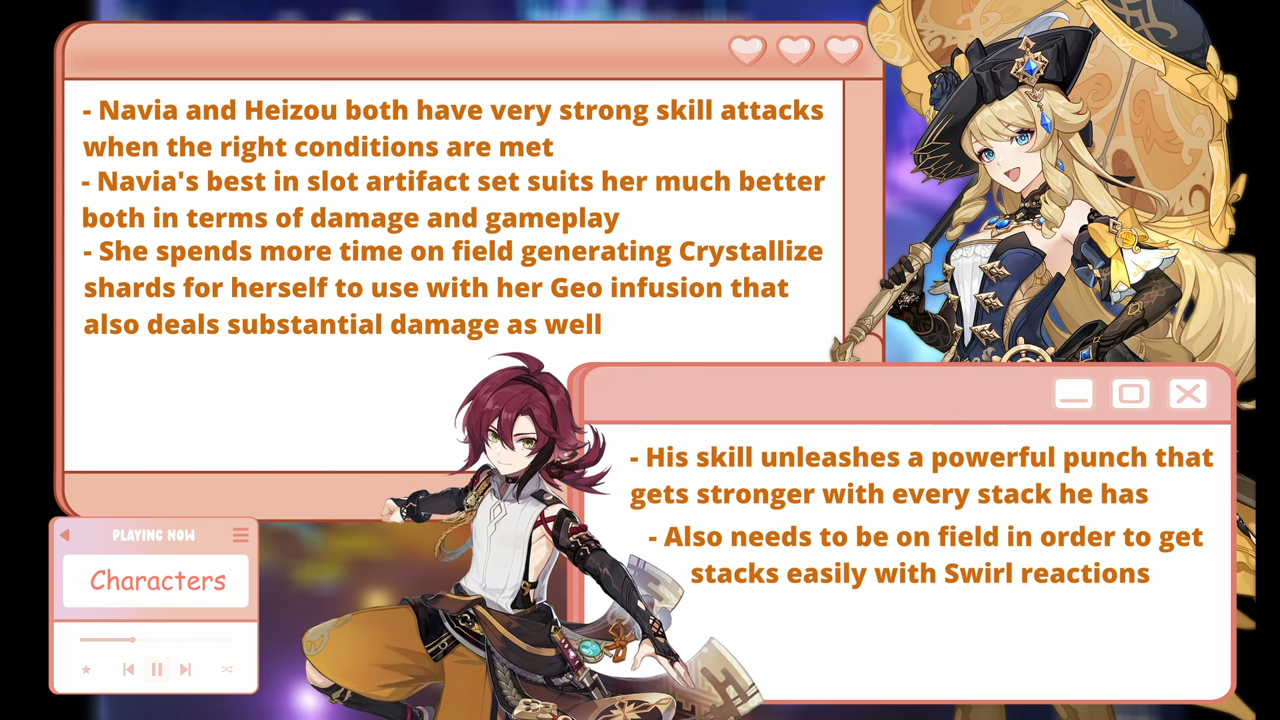 - Navia and Heizou both have very strong skill attacks
when the right conditions are met
- Navia's best in slot artifact set suits her much better
both in terms of damage and gameplay
- She spends more time on field generating Crystallize
shards for herself to use with her Geo infusion that
also deals substantial damage as well
- His skill unleashes a powerful punch that
gets stronger with every stack he has
- Also needs to be on field in order to get
stacks easily with Swirl reactions
PLAYING NOW
Characters